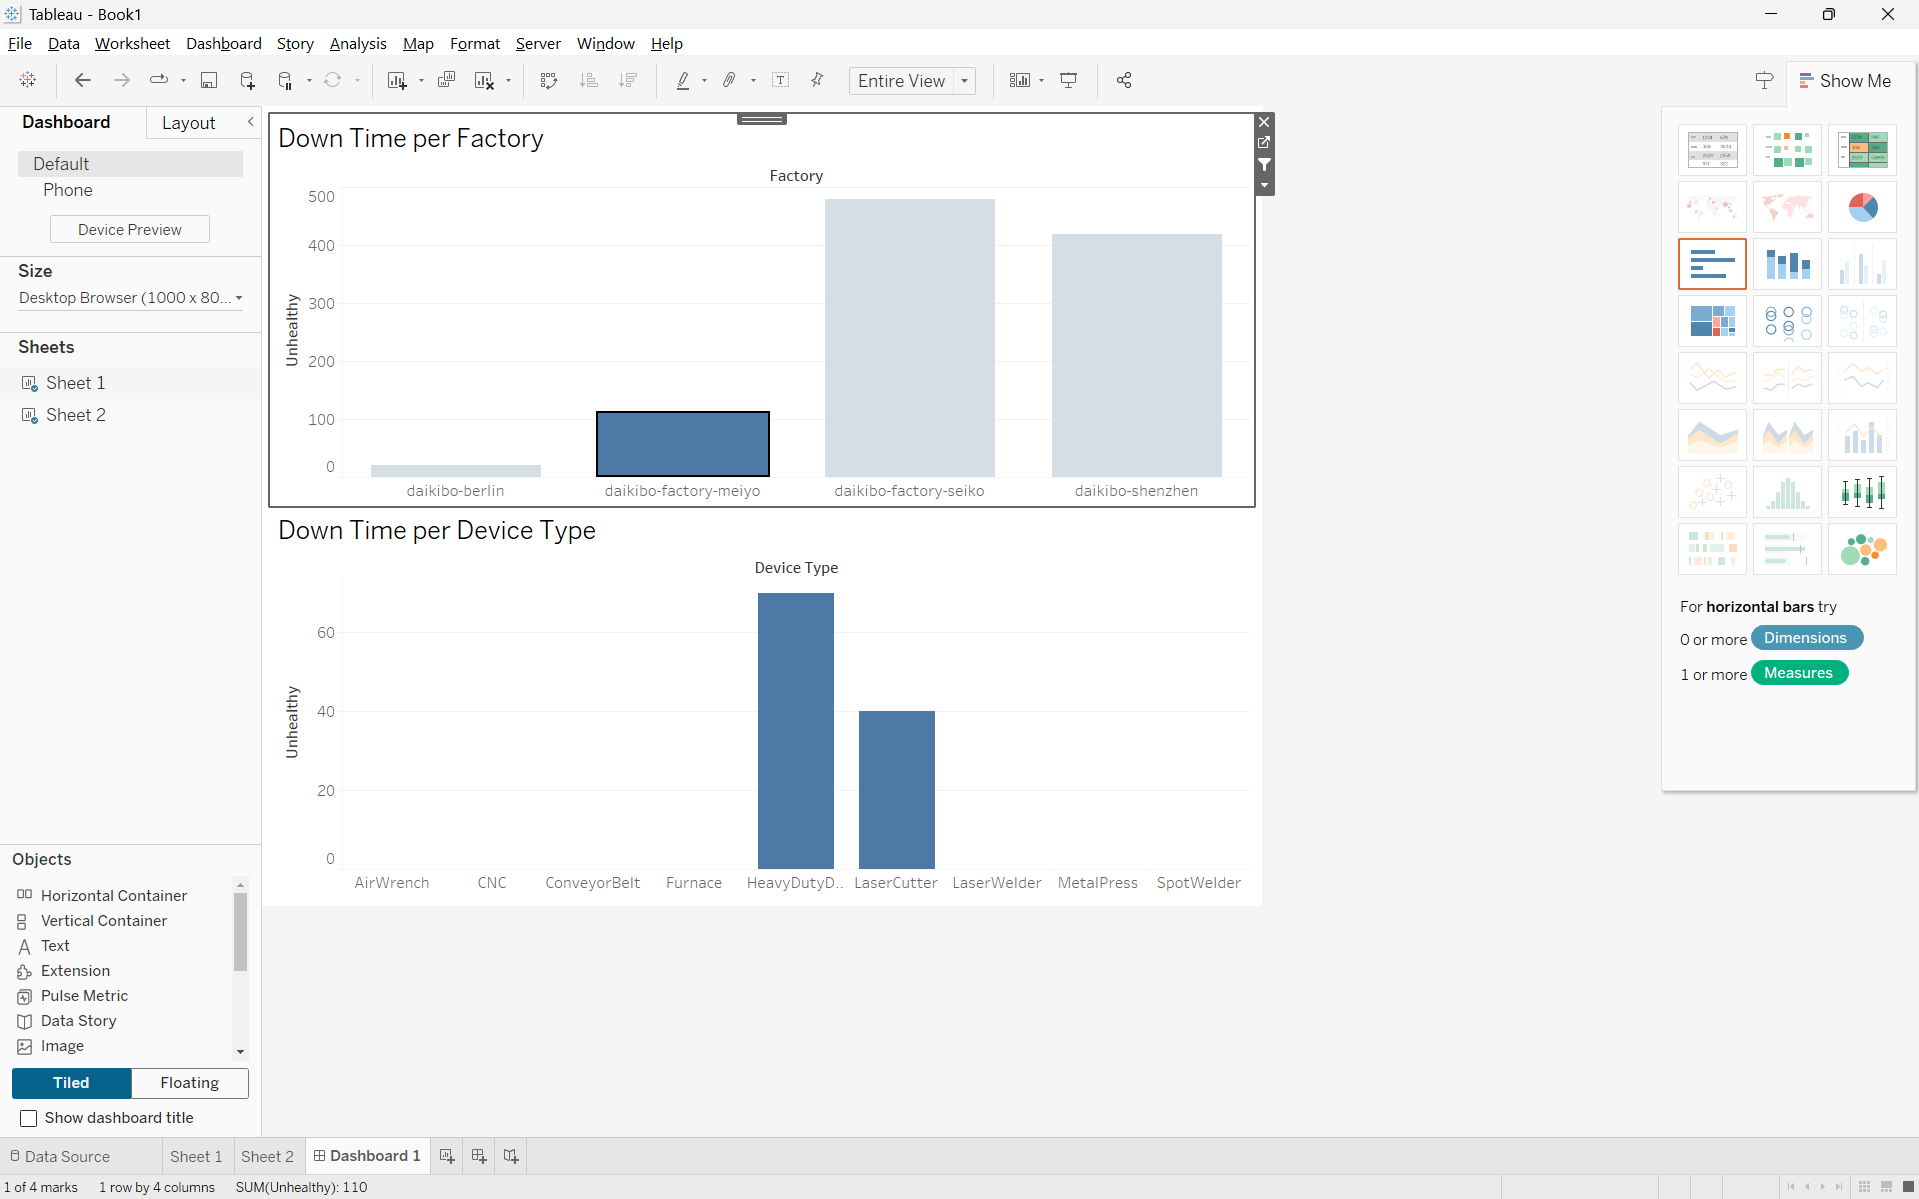 Tableau - Book1
File Data Worksheet Dashboard Story Analysis Map Format Server Window Help
Entire View
Show Me
Dashboard
Layout
Default
Phone
Device Preview
Size
Desktop Browser (1000 x 80...
Sheets
Sheet 1
Sheet 2
Down Time per Factory
Factory
Unhealthy
500
400
300
200
100
0
daikibo-berlin daikibo-factory-meiyo daikibo-factory-seiko daikibo-shenzhen
Down Time per Device Type
Device Type
Unhealthy
60
40
20
0
AirWrench CNC ConveyorBelt Furnace HeavyDutyD.. LaserCutter LaserWelder MetalPress SpotWelder
For horizontal bars try
0 or more Dimensions
1 or more Measures
Objects
Horizontal Container
Vertical Container
Text
Extension
Pulse Metric
Data Story
Image
Tiled Floating
Show dashboard title
Data Source Sheet 1 Sheet 2 Dashboard 1
1 of 4 marks 1 row by 4 columns SUM(Unhealthy): 110